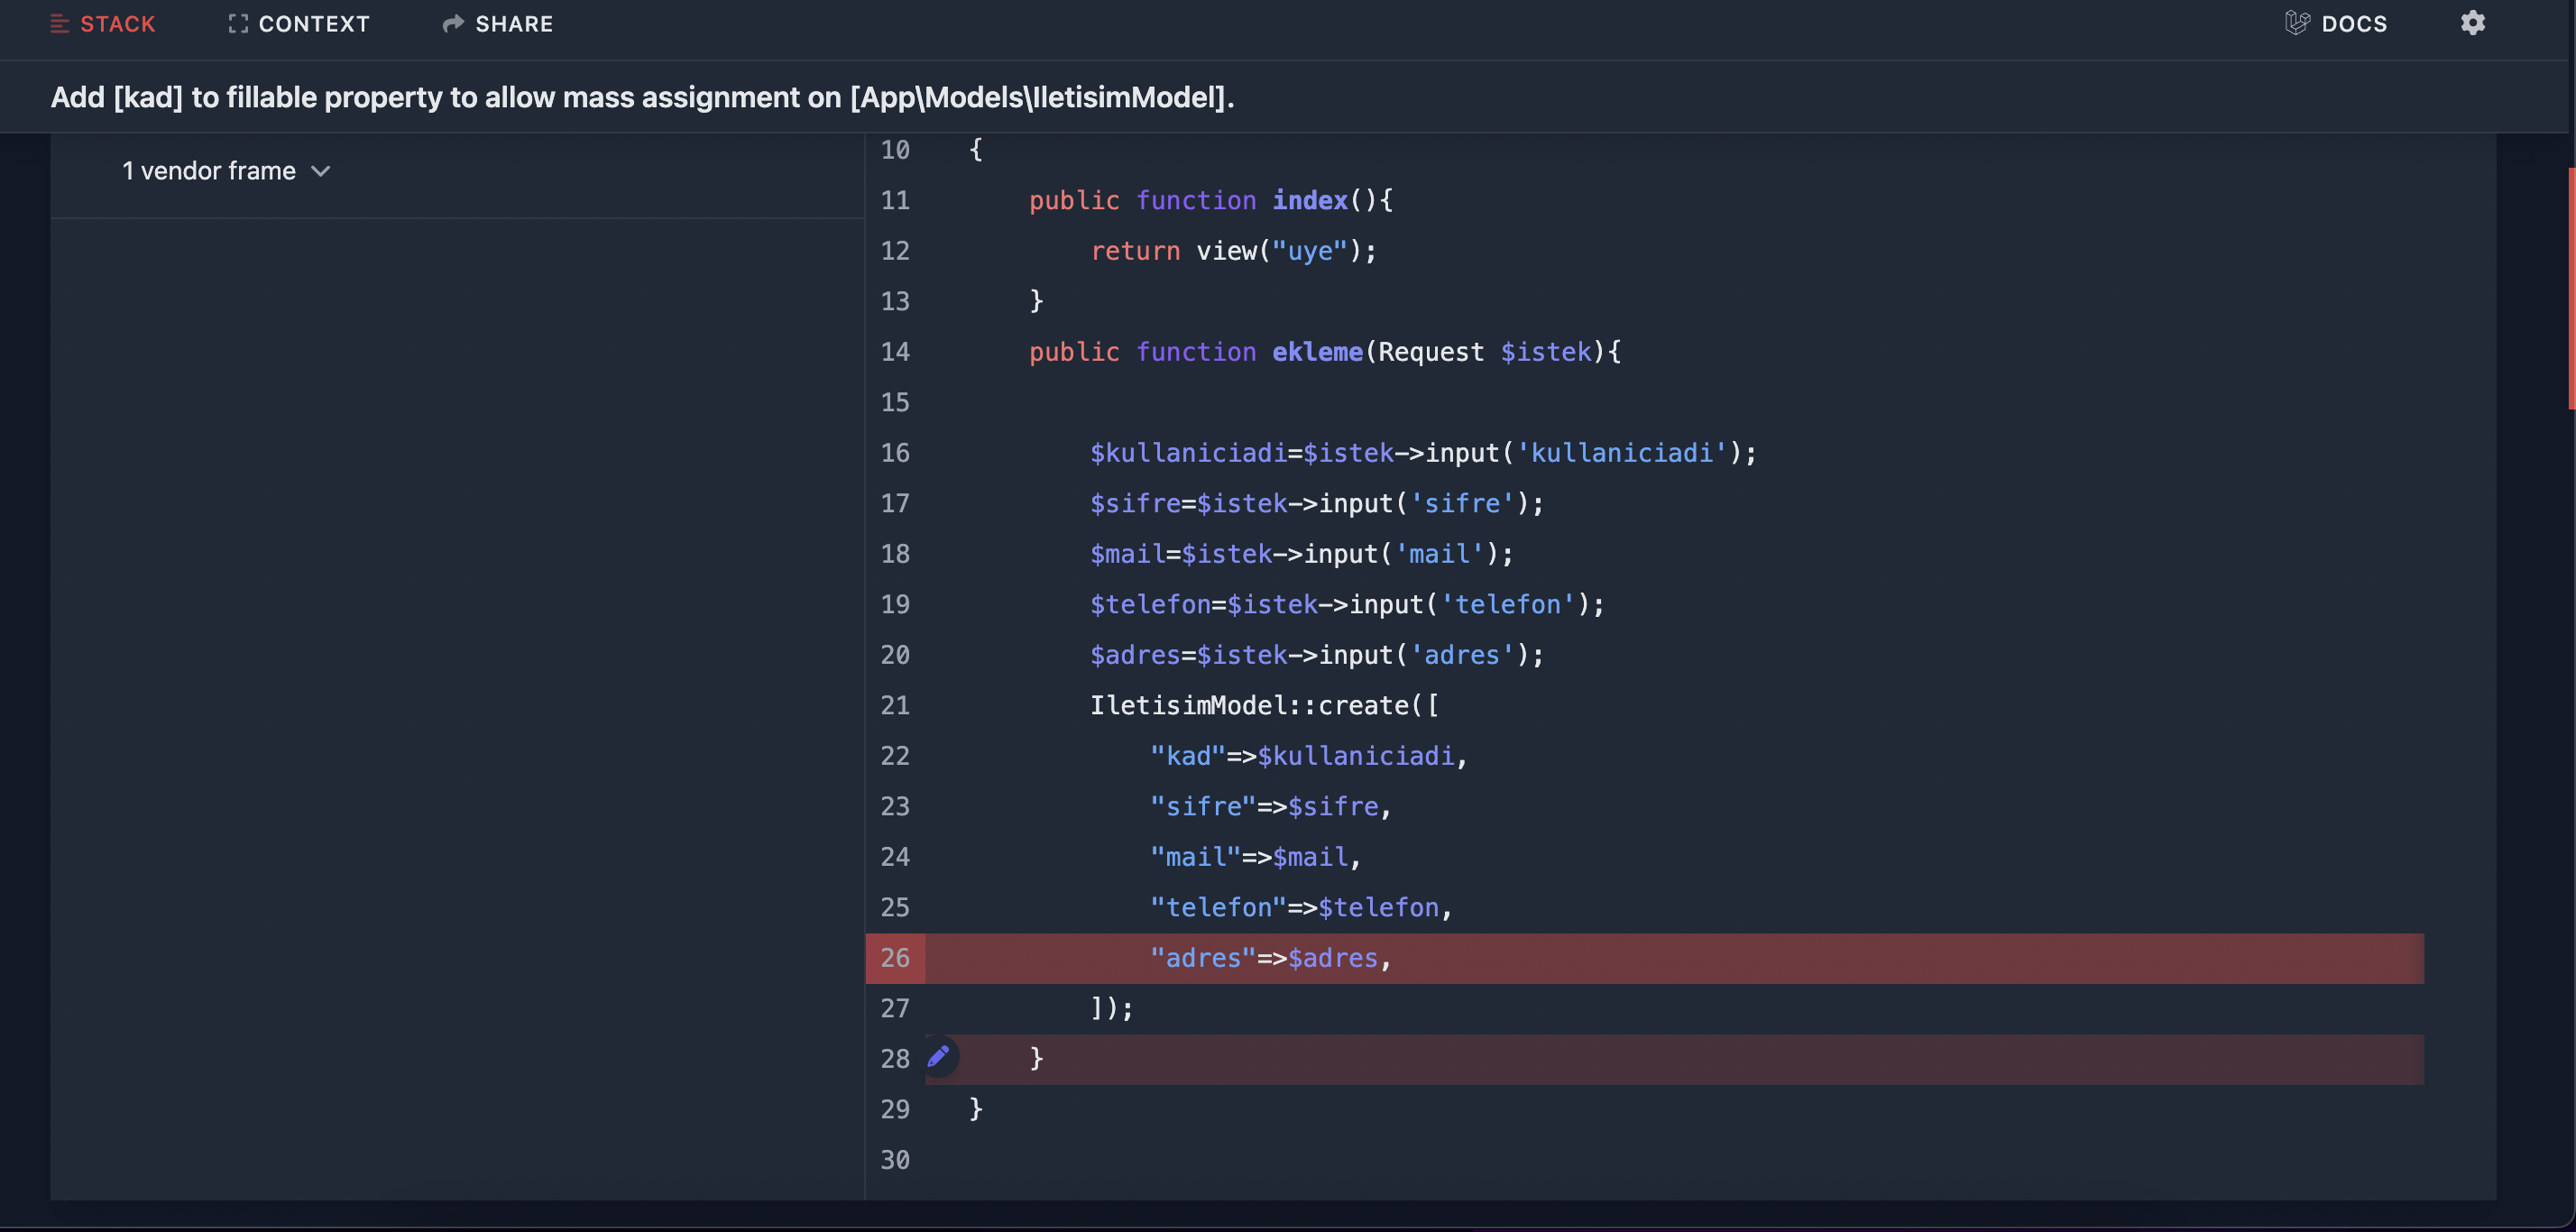 STACK CONTEXT SHARE DOCS
Add [kad] to fillable property to allow mass assignment on [App\Models\IletisimModel].
1 vendor frame
10 {
11 public function index(){
12 return view("uye");
13 }
14 public function ekleme(Request $istek){
15
16 $kullaniciadi=$istek->input('kullaniciadi');
17 $sifre=$istek->input('sifre');
18 $mail=$istek->input('mail');
19 $telefon=$istek->input('telefon');
20 $adres=$istek->input('adres');
21 IletisimModel::create([
22 "kad"=>$kullaniciadi,
23 "sifre"=>$sifre,
24 "mail"=>$mail,
25 "telefon"=>$telefon,
26 "adres"=>$adres,
27 ]);
28 }
29 }
30